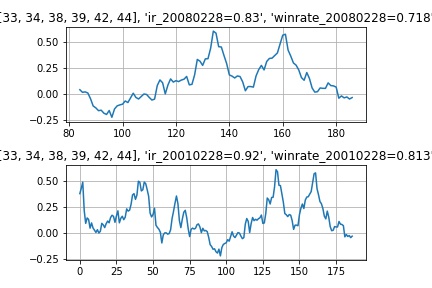 [33, 34, 38, 39, 42, 44], 'ir_20080228=0.83', 'winrate_20080228=0.718'
0.50
0.25
0.00
−0.25
80 100 120 140 160 180
[33, 34, 38, 39, 42, 44], 'ir_20010228=0.92', 'winrate_20010228=0.813'
0.50
0.25
0.00
−0.25
0 25 50 75 100 125 150 175